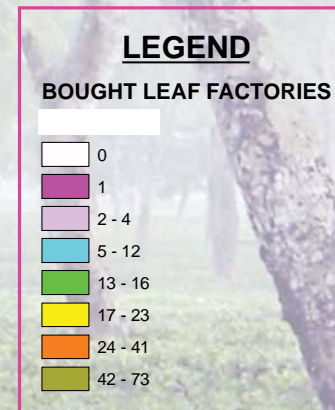 LEGEND
BOUGHT LEAF FACTORIES
0
1
2 - 4
5 - 12
13 - 16
17 - 23
24 - 41
42 - 73